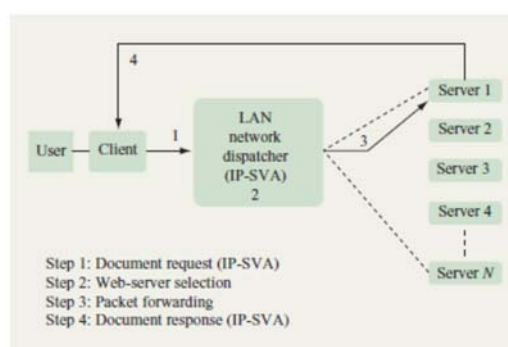 4
Server 1
LAN
network
dispatcher
(IP-SVA)
2
1
3
User
Client
Server 2
Server 3
Server 4
Server N
Step 1: Document request (IP-SVA)
Step 2: Web-server selection
Step 3: Packet forwarding
Step 4: Document response (IP-SVA)